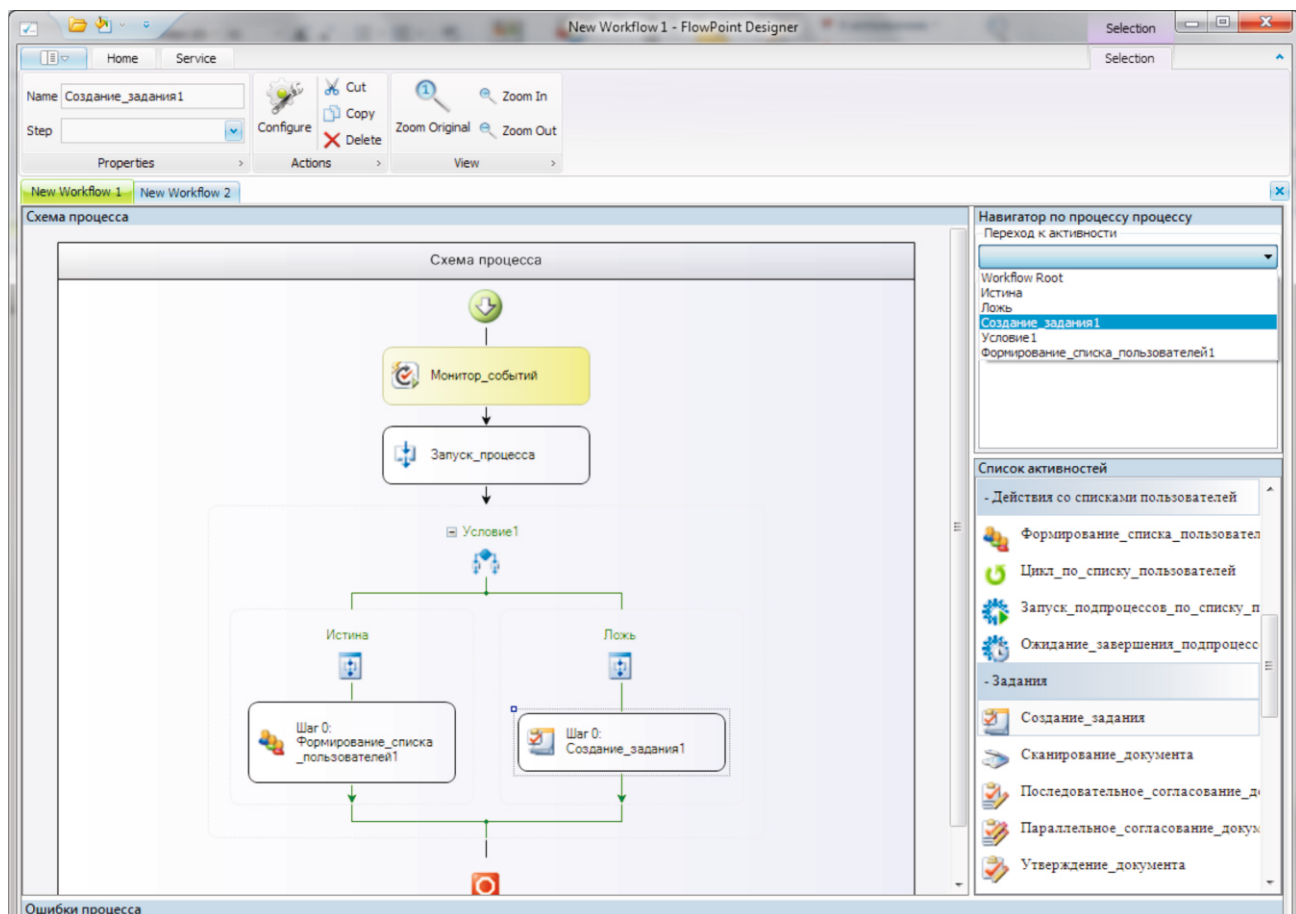 New Workflow 1 - FlowPoint Designer
Selection
Home
Service
Selection
Name Создание_задания1
Step
Configure
Cut
Copy
Delete
Zoom Original
Zoom In
Zoom Out
Properties
Actions
View
New Workflow 1
New Workflow 2
Схема процесса
Схема процесса
Монитор_событий
Запуск_процесса
Условие1
Истина
Ложь
Шаг 0:
Формирование_списка
_пользователей1
Шаг 0:
Создание_задания1
Навигатор по процессу процессу
Переход к активности
Workflow Root
Истина
Ложь
Создание_задания1
Условие1
Формирование_списка_пользователей1
Список активностей
- Действия со списками пользователей
Формирование_списка_пользовател
Цикл_по_списку_пользователей
Запуск_подпроцессов_по_списку_п
Ожидание_завершения_подпроцесс
- Задания
Создание_задания
Сканирование_документа
Последовательное_согласование_д
Параллельное_согласование_докум
Утверждение_документа
Ошибки процесса